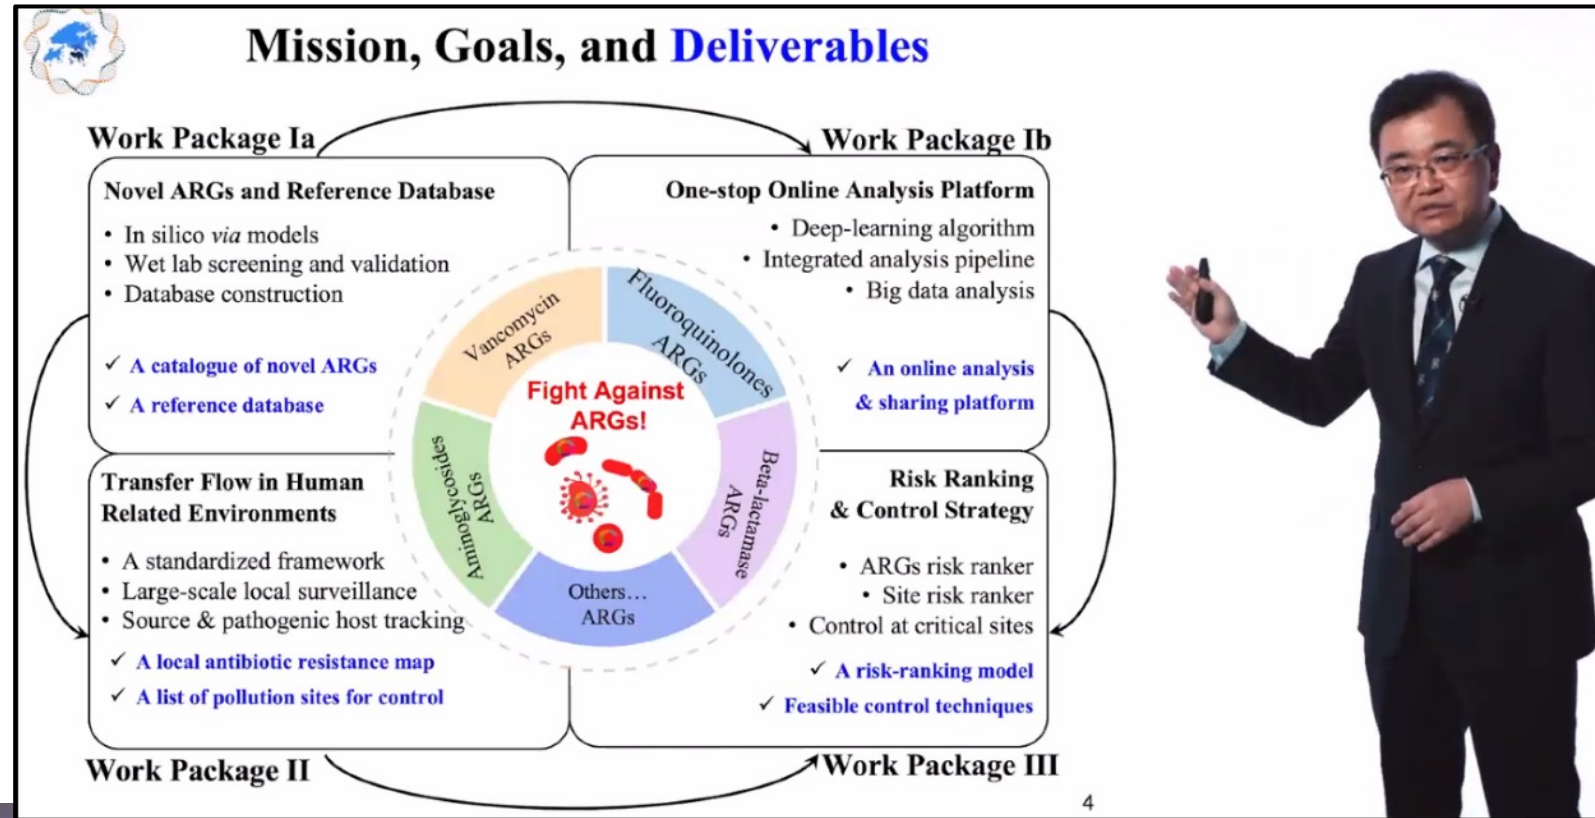 Mission, Goals, and Deliverables
Work Package Ia
Novel ARGs and Reference Database
• In silico via models
• Wet lab screening and validation
• Database construction
✓ A catalogue of novel ARGs
✓ A reference database
Work Package Ib
One-stop Online Analysis Platform
• Deep-learning algorithm
• Integrated analysis pipeline
• Big data analysis
✓ An online analysis
& sharing platform
Vancomycin
ARGs
Fluoroquinolones
ARGs
Beta-lactamase
ARGs
Others…
ARGs
Aminoglycosides
ARGs
Fight Against
ARGs!
Transfer Flow in Human
Related Environments
• A standardized framework
• Large-scale local surveillance
• Source & pathogenic host tracking
✓ A local antibiotic resistance map
✓ A list of pollution sites for control
Work Package II
Risk Ranking
& Control Strategy
• ARGs risk ranker
• Site risk ranker
• Control at critical sites
✓ A risk-ranking model
✓ Feasible control techniques
Work Package III
4